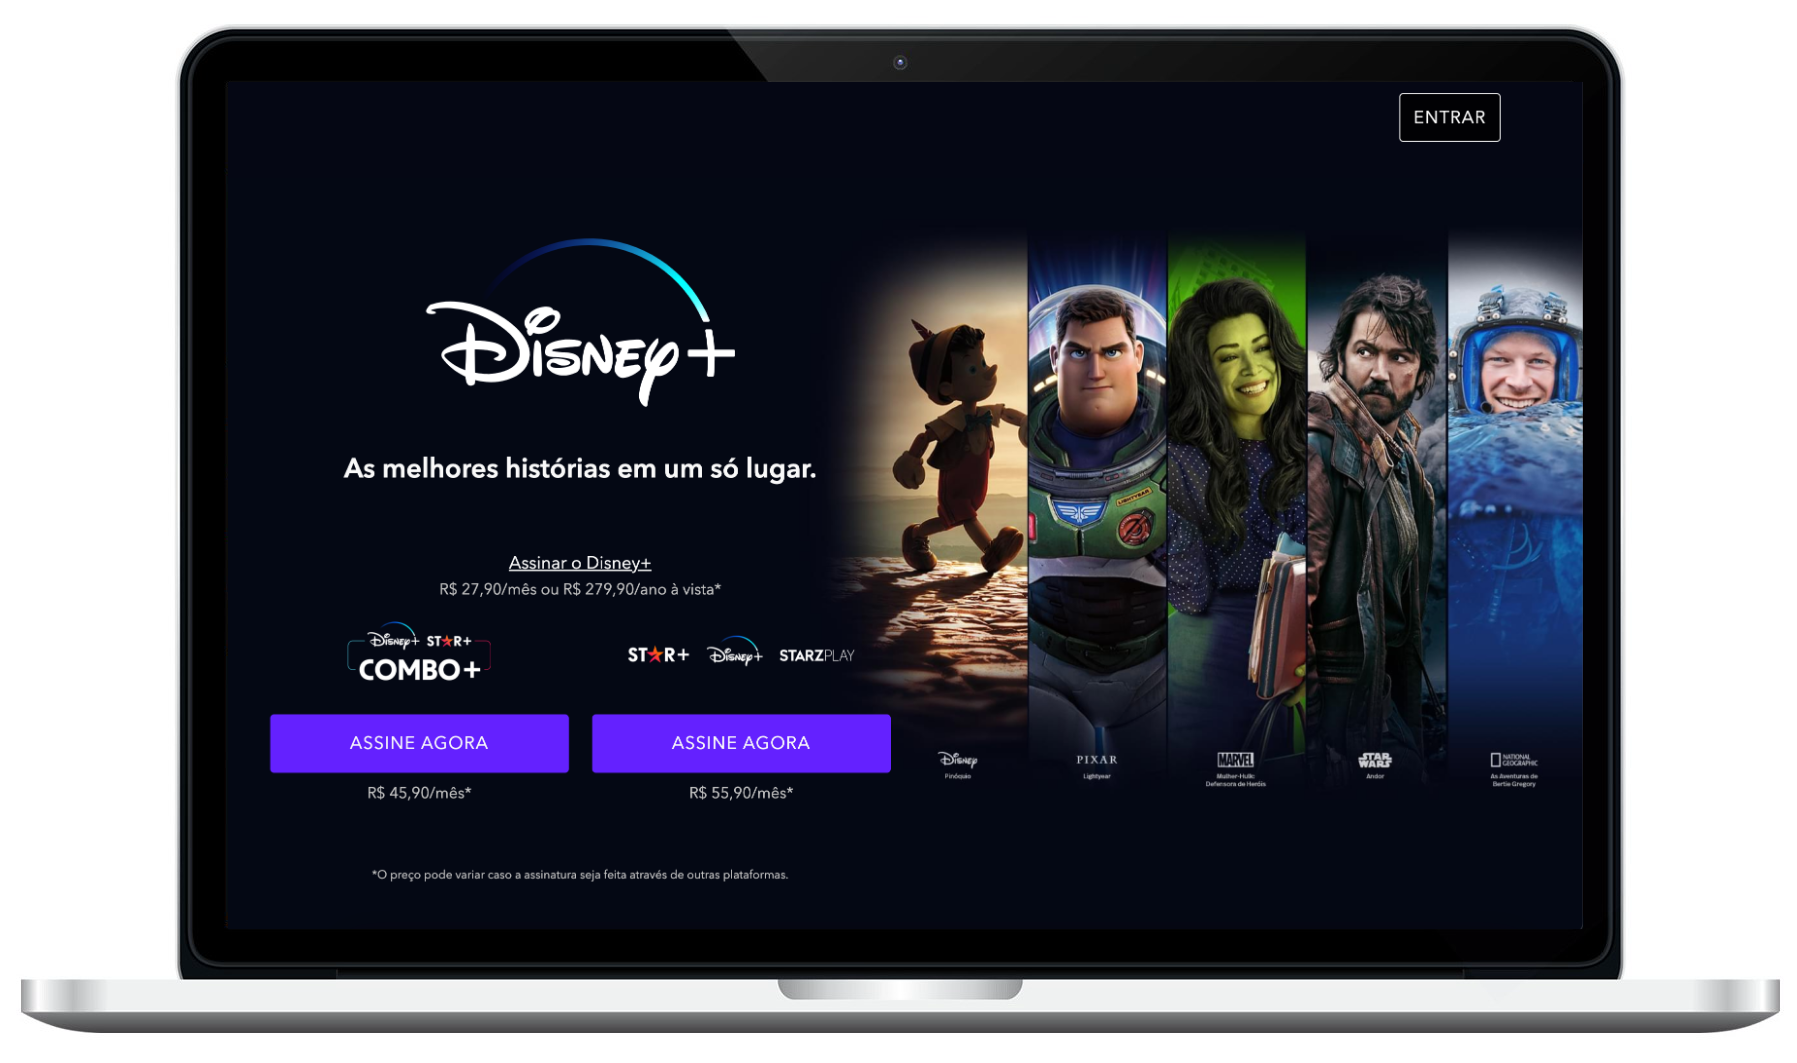 ENTRAR
Disney+
As melhores histórias em um só lugar.
Assinar o Disney+
R$ 27,90/mês ou R$ 279,90/ano à vista*
Disney+ STAR+
COMBO+
STAR+ Disney+ STARZPLAY
ASSINE AGORA ASSINE AGORA
R$ 45,90/mês* R$ 55,90/mês*
*O preço pode variar caso a assinatura seja feita através de outras plataformas.
LIGHTYEAR
Disney
Pinóquio
PIXAR
Lightyear
MARVEL
Mulher-Hulk:
Defensora de Heróis
STAR
WARS
Andor
NATIONAL
GEOGRAPHIC
As Aventuras de
Bertie Gregory